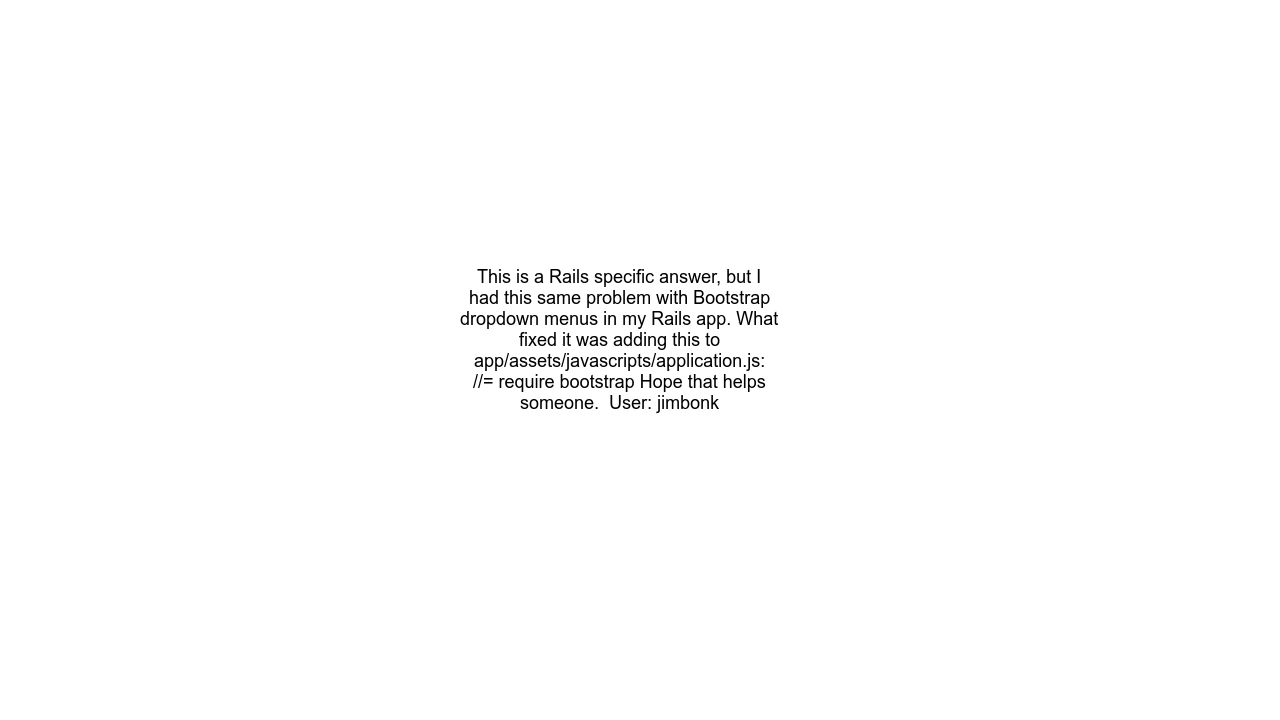 This is a Rails specific answer, but I
had this same problem with Bootstrap
dropdown menus in my Rails app. What
fixed it was adding this to
app/assets/javascripts/application.js:
//= require bootstrap Hope that helps
someone.  User: jimbonk